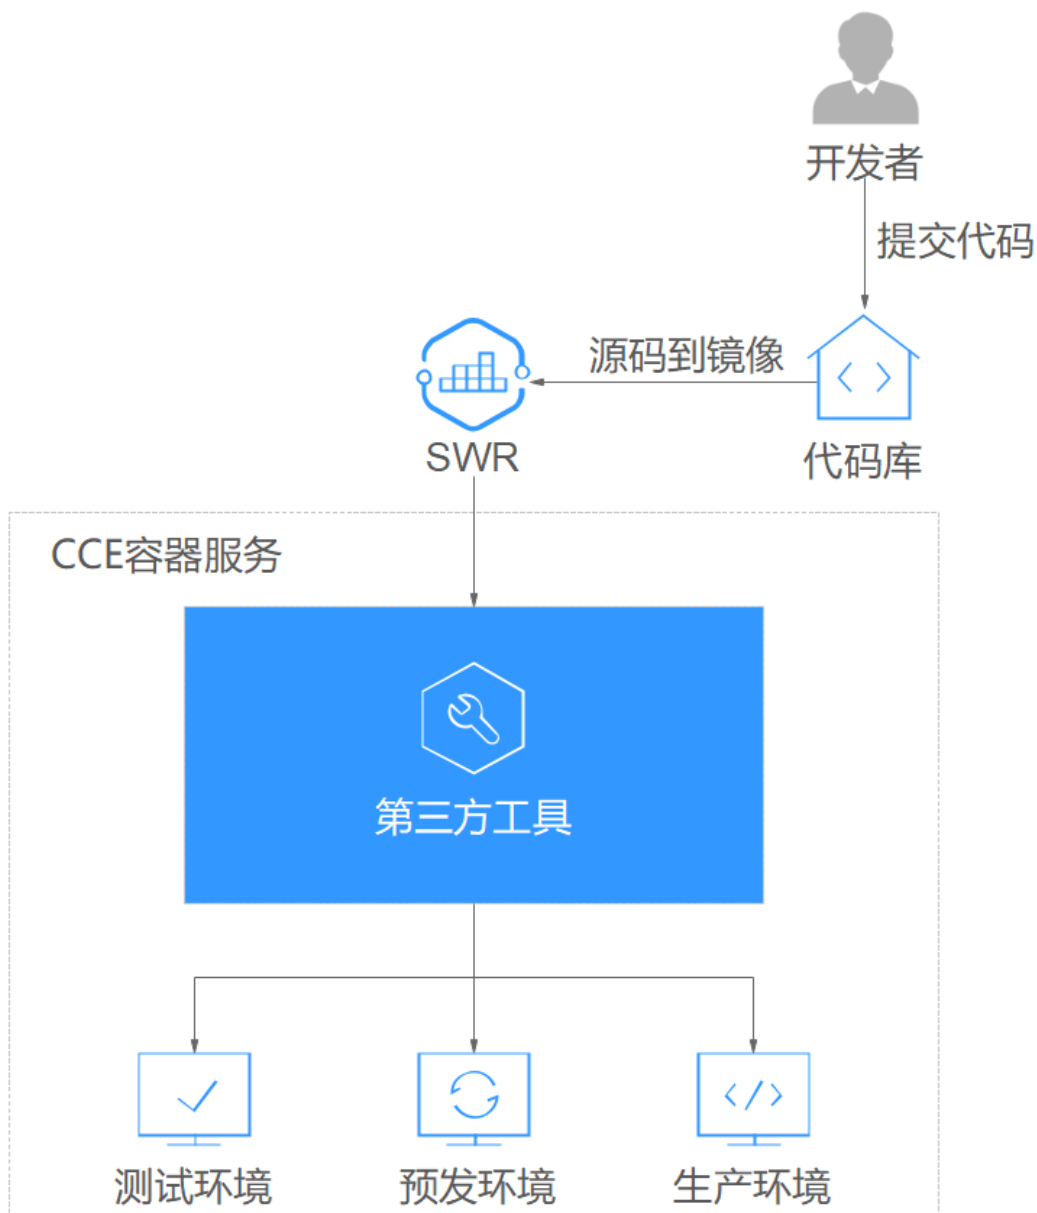 开发者
提交代码
源码到镜像
SWR
代码库
CCE容器服务
第三方工具
测试环境
预发环境
生产环境